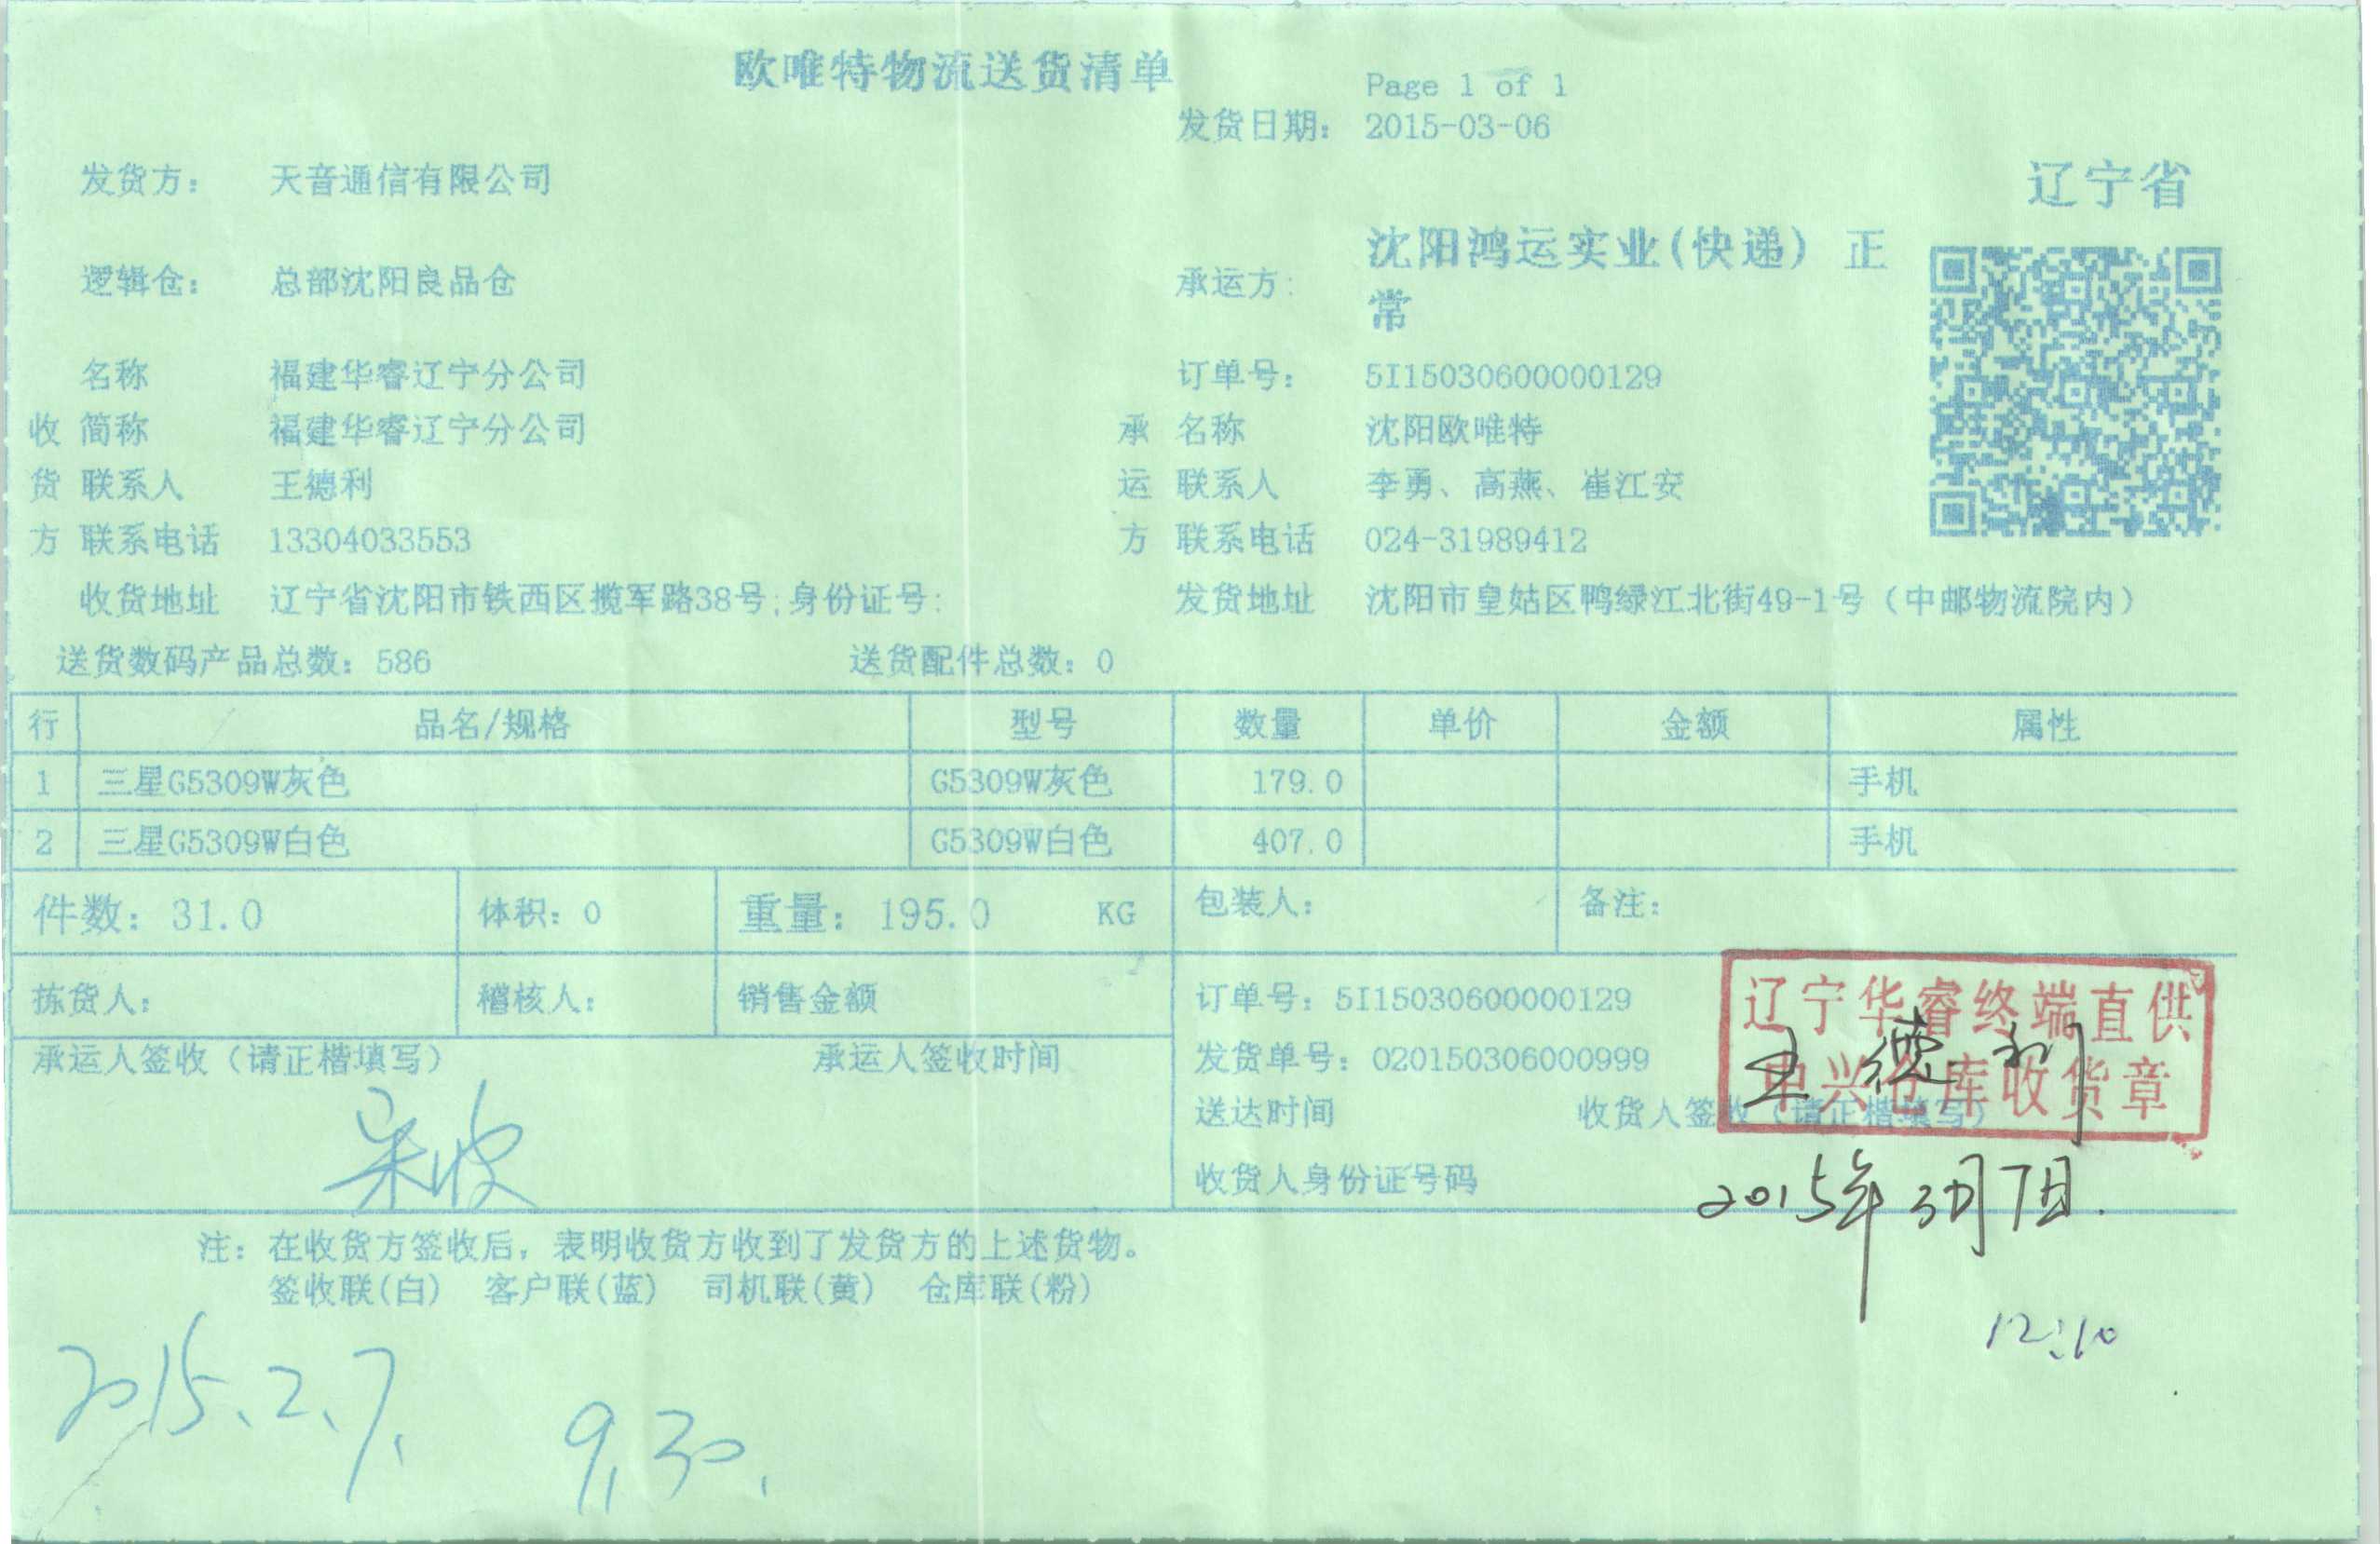 欧唯特物流送货清单
Page 1 of 1
发货日期: 2015-03-06
发货方: 天音通信有限公司
辽宁省
逻辑仓: 总部沈阳良品仓
承运方: 沈阳鸿运实业(快递) 正
常
名称 福建华睿辽宁分公司 订单号: 5I15030600000129
收 简称 福建华睿辽宁分公司 承 名称 沈阳欧唯特
货 联系人 王德利 运 联系人 李勇、高燕、崔江安
方 联系电话 13304033553 方 联系电话 024-31989412
收货地址 辽宁省沈阳市铁西区揽军路38号;身份证号: 发货地址 沈阳市皇姑区鸭绿江北街49-1号（中邮物流院内）
送货数码产品总数: 586 送货配件总数: 0
行 品名/规格 型号 数量 单价 金额 属性
1 三星G5309W灰色 G5309W灰色 179.0 手机
2 三星G5309W白色 G5309W白色 407.0 手机
件数: 31.0 体积: 0 重量: 195.0 KG 包装人: 备注:
拣货人: 稽核人: 销售金额 订单号: 5I15030600000129
辽宁华睿终端直供
中兴仓库收货章
王德利
承运人签收（请正楷填写） 承运人签收时间 发货单号: 020150306000999
送达时间 收货人签收（请正楷填写）
收货人身份证号码
2015年3月7日.
注: 在收货方签收后, 表明收货方收到了发货方的上述货物。
签收联(白) 客户联(蓝) 司机联(黄) 仓库联(粉)
12:10
2015.2.7. 9.30.